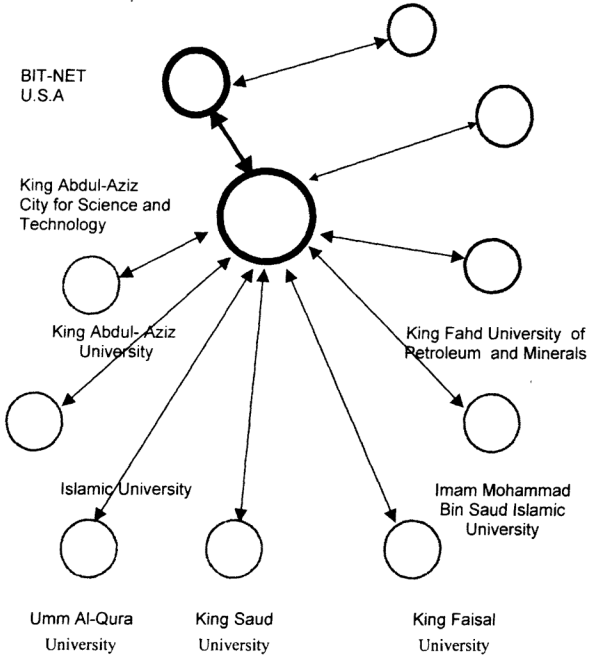 BIT-NET
U.S.A
King Abdul-Aziz
City for Science and
Technology
King Abdul- Aziz
University
King Fahd University of
Petroleum and Minerals
Islamic University
Imam Mohammad
Bin Saud Islamic
University
Umm Al-Qura
University
King Saud
University
King Faisal
University